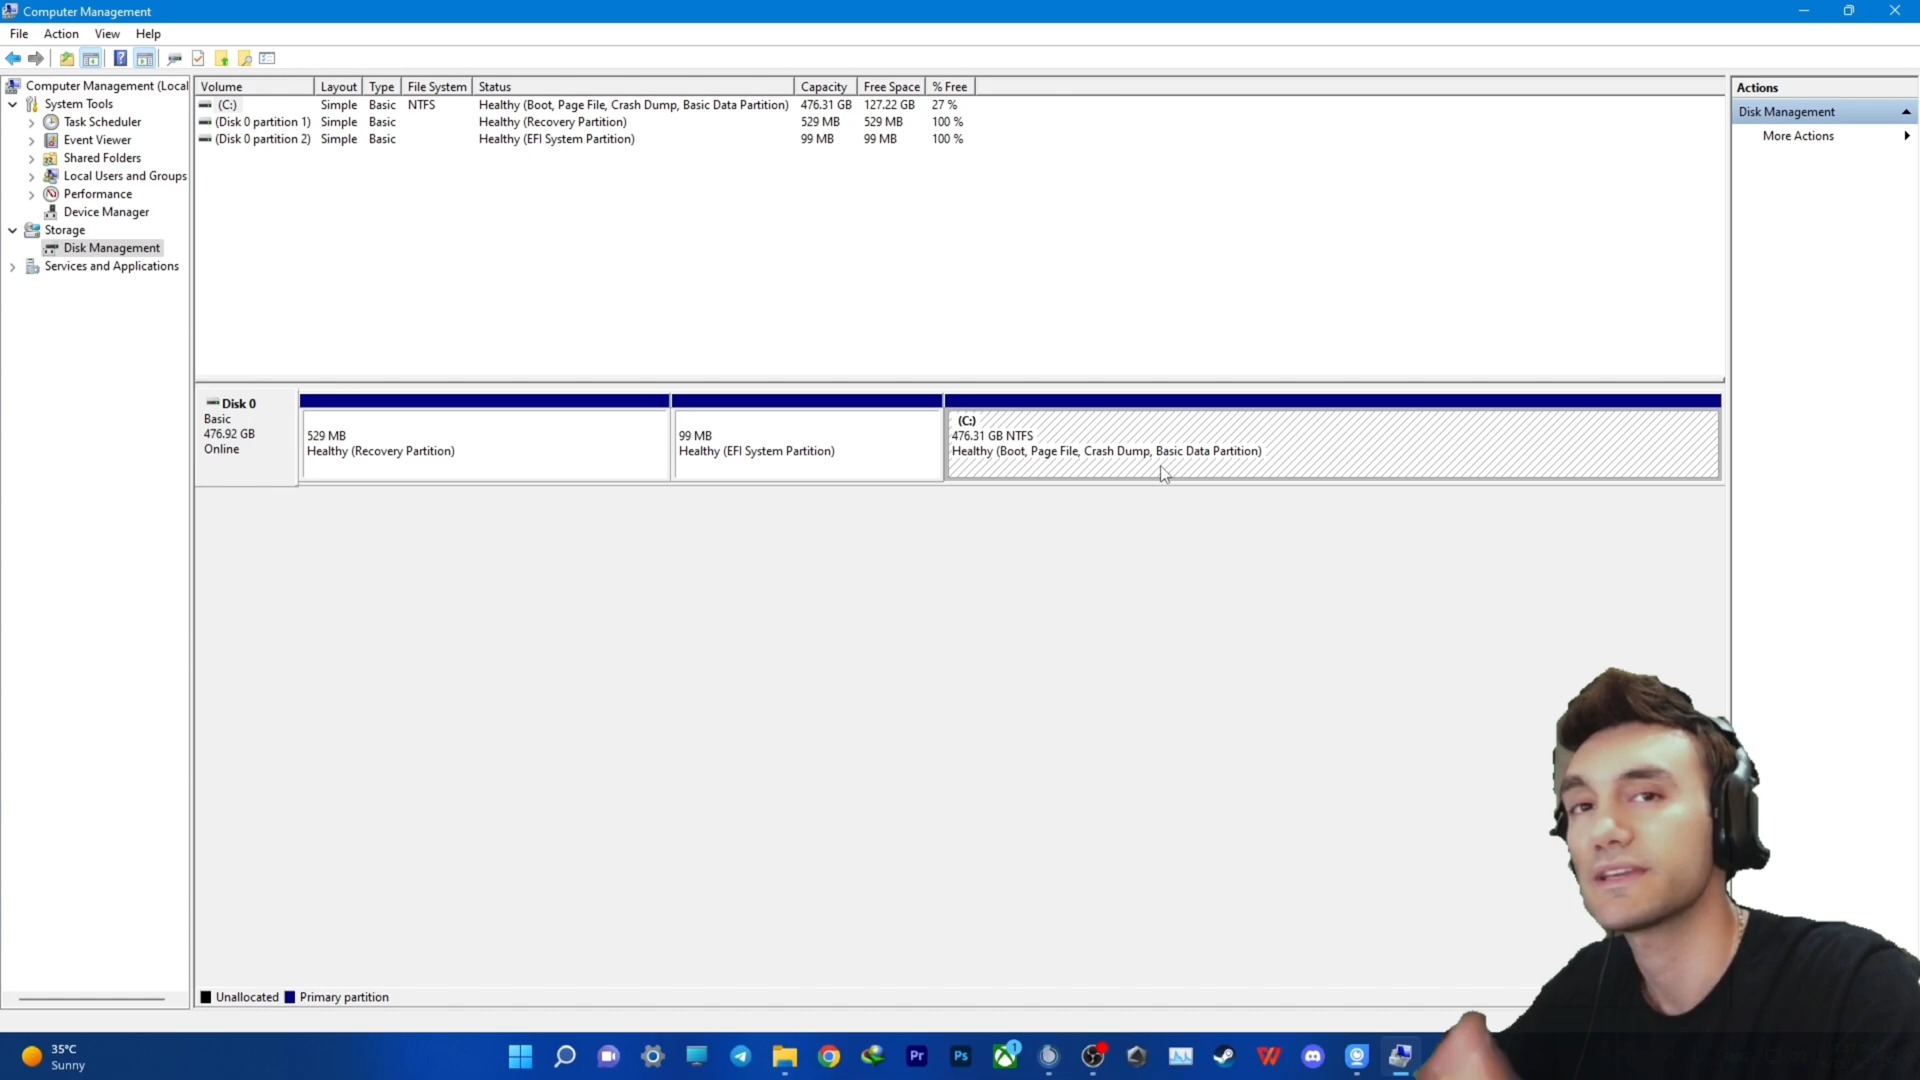 Computer Management
File Action View Help
Computer Management (Local
System Tools
Task Scheduler
Event Viewer
Shared Folders
Local Users and Groups
Performance
Device Manager
Storage
Disk Management
Services and Applications
Volume Layout Type File System Status Capacity Free Space % Free
(C:) Simple Basic NTFS Healthy (Boot, Page File, Crash Dump, Basic Data Partition) 476.31 GB 127.22 GB 27 %
(Disk 0 partition 1) Simple Basic Healthy (Recovery Partition) 529 MB 529 MB 100 %
(Disk 0 partition 2) Simple Basic Healthy (EFI System Partition) 99 MB 99 MB 100 %
Disk 0
Basic
476.92 GB
Online
529 MB
Healthy (Recovery Partition)
99 MB
Healthy (EFI System Partition)
(C:)
476.31 GB NTFS
Healthy (Boot, Page File, Crash Dump, Basic Data Partition)
Unallocated Primary partition
Actions
Disk Management
More Actions
35°C
Sunny
Pr
Ps
1